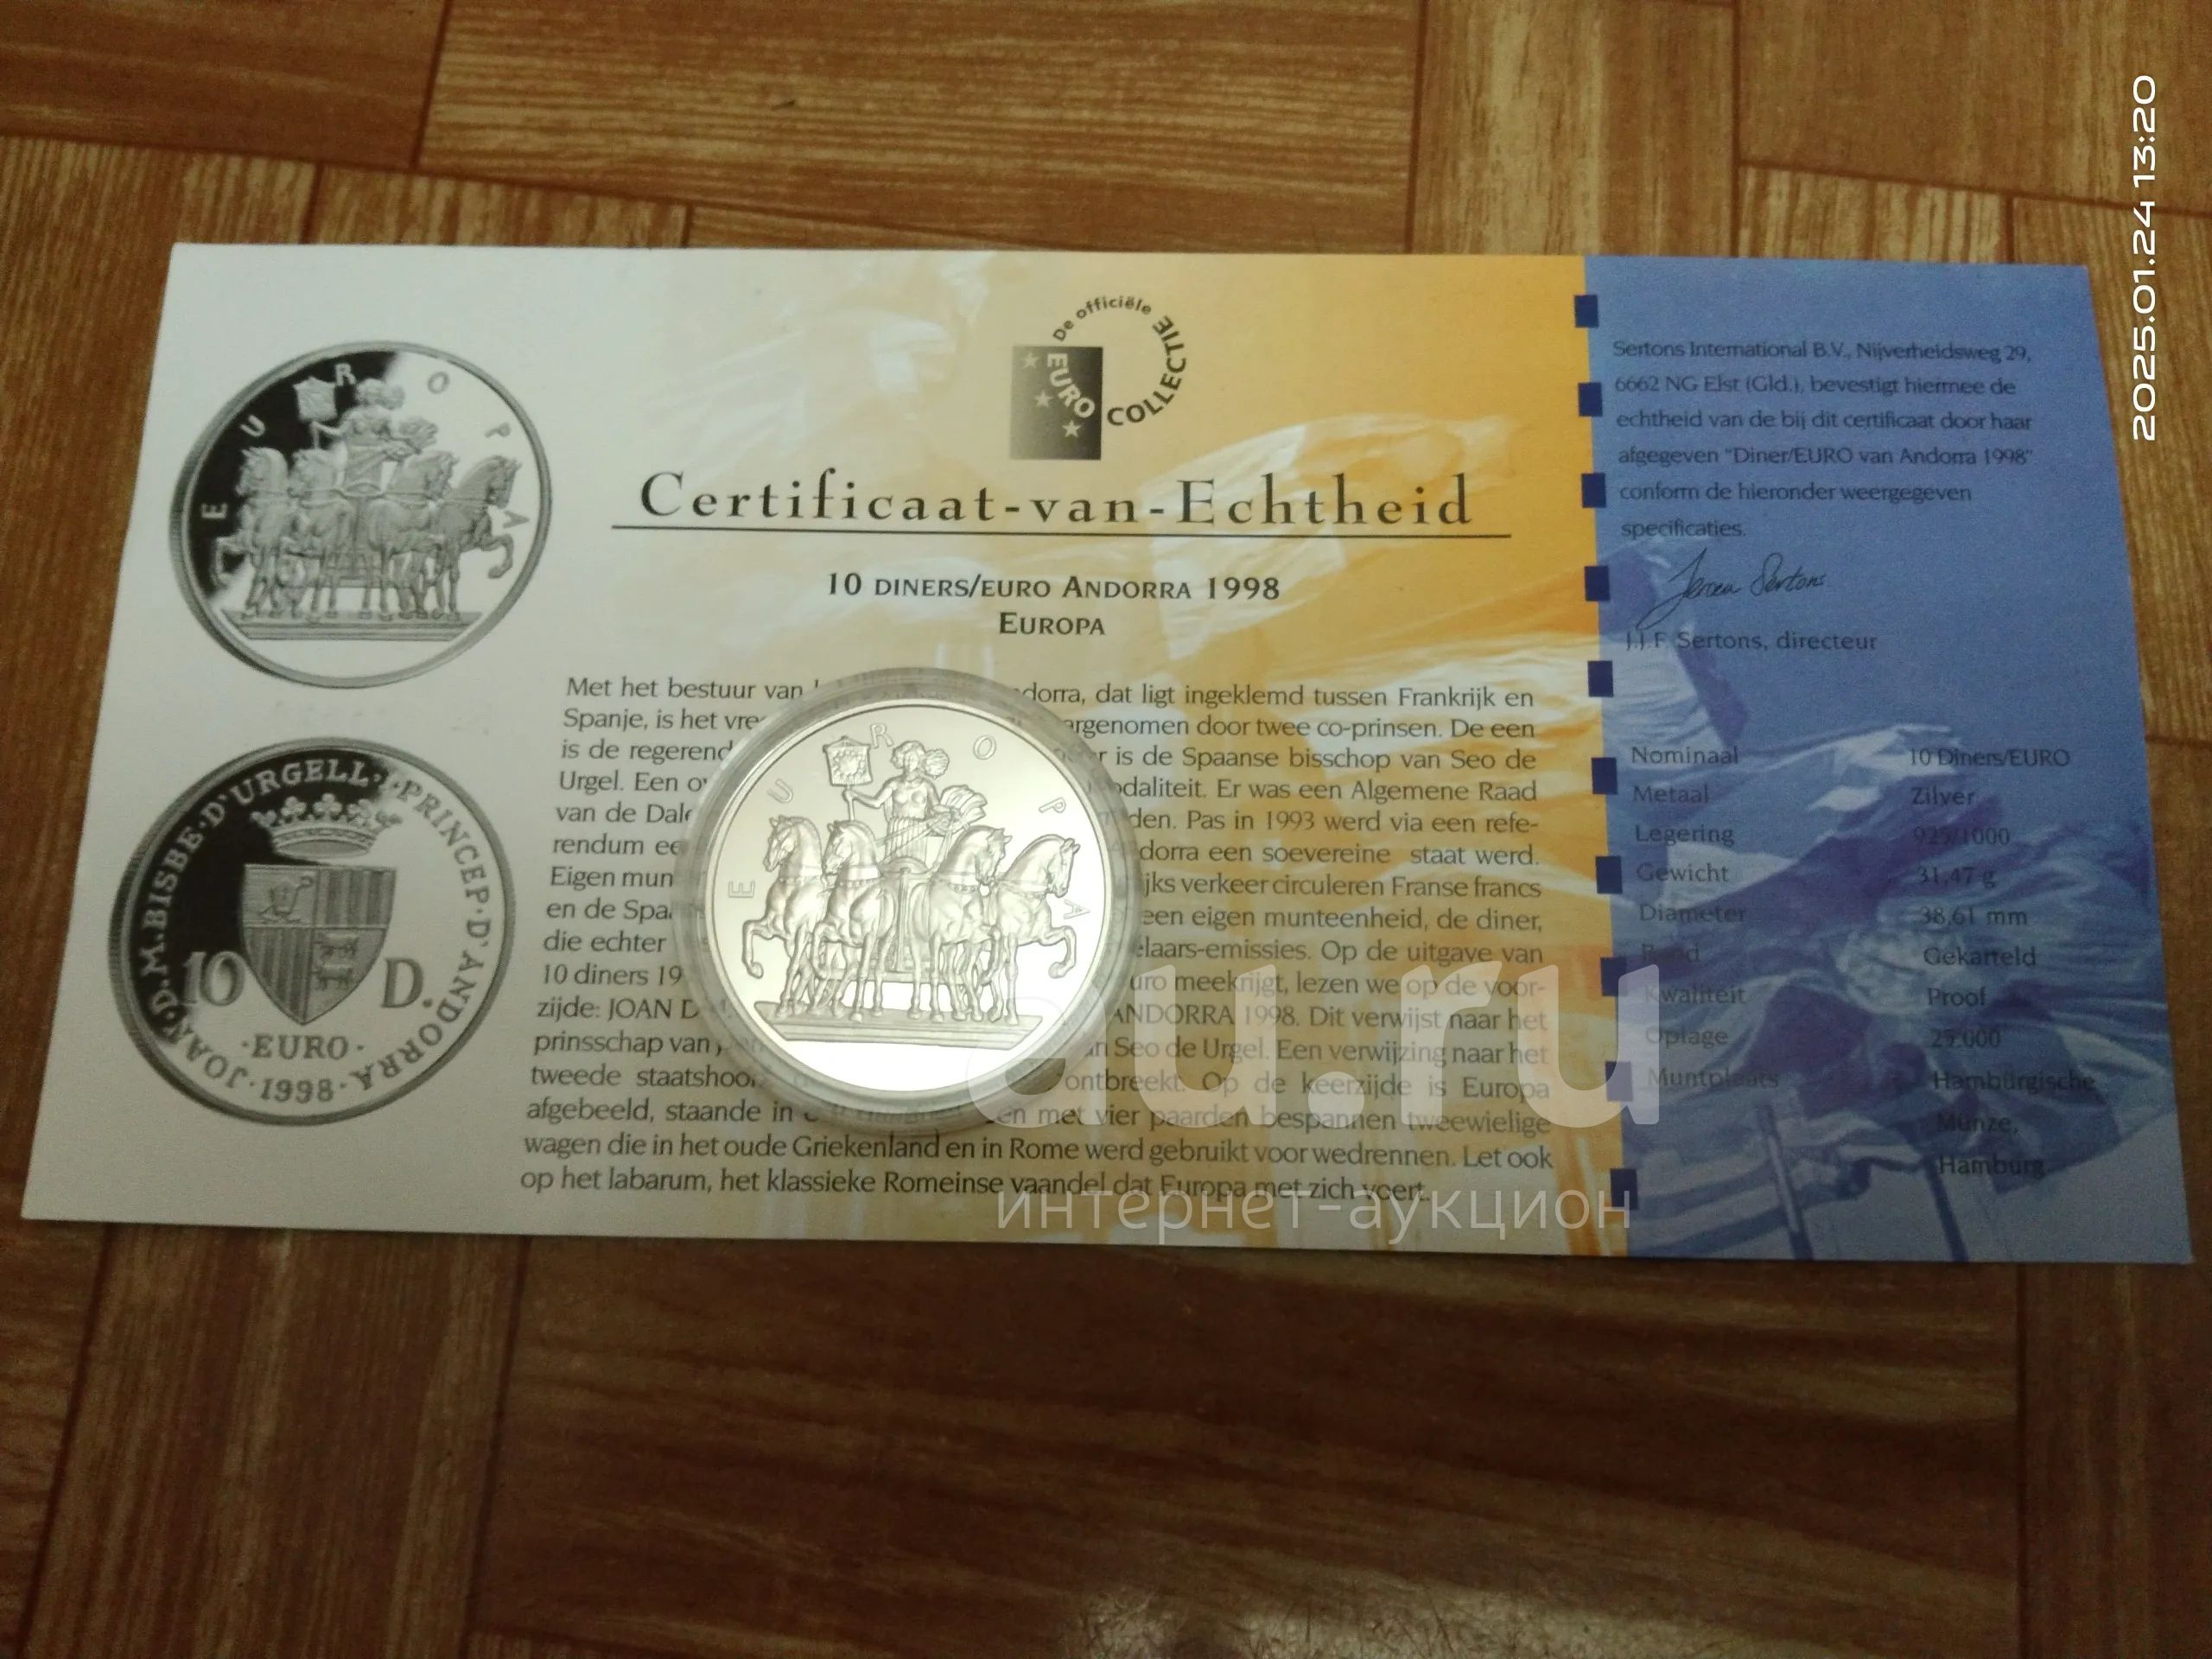 2025.01.24 13:20
De officiële
EURO
COLLECTIE
Certificaat-van-Echtheid
10 DINERS/EURO ANDORRA 1998
EUROPA
E U R O P A
JOAN·D.M.BISBE·D'URGELL·I·PRINCEP·D'ANDORRA
10 D.
·EURO·
·1998·
Met het bestuur van dorra, dat ligt ingeklemd tussen Frankrijk en
Spanje, is het argenomen door twee co-prinsen. De een
is de regerend is de Spaanse bisschop van Seo de
Urgel. Een daliteit. Er was een Algemene Raad
van de den. Pas in 1993 werd via een refe-
rendum dorra een soevereine staat werd.
Eigen mun jks verkeer circuleren Franse francs
en de Spa een eigen munteenheid, de diner,
die echter laars-emissies. Op de uitgave van
10 diners 19 uro meekrijgt, lezen we op de voor-
zijde: JOAN D ANDORRA 1998. Dit verwijst naar het
prinsschap van Seo de Urgel. Een verwijzing naar het
tweede staatshoo ontbreekt. Op de keerzijde is Europa
afgebeeld, staande in en met vier paarden bespannen tweewielige
wagen die in het oude Griekenland en in Rome werd gebruikt voor wedrennen. Let ook
op het labarum, het klassieke Romeinse vaandel dat Europa met zich voert.
E U R O P A
Sertons International B.V., Nijverheidsweg 29,
6662 NG Elst (Gld.), bevestigt hiermee de
echtheid van de bij dit certificaat door haar
afgegeven "Diner/EURO van Andorra 1998"
conform de hieronder weergegeven
specificaties.
Jeroen Sertons
J.J.F. Sertons, directeur
Nominaal 10 Diners/EURO
Metaal Zilver
Legering 925/1000
Gewicht 31,47 g
Diameter 38,61 mm
Rand Gekarteld
Kwaliteit Proof
Oplage 25.000
Muntplaats Hamburgische
Münze,
Hamburg
au.ru
интернет-аукцион